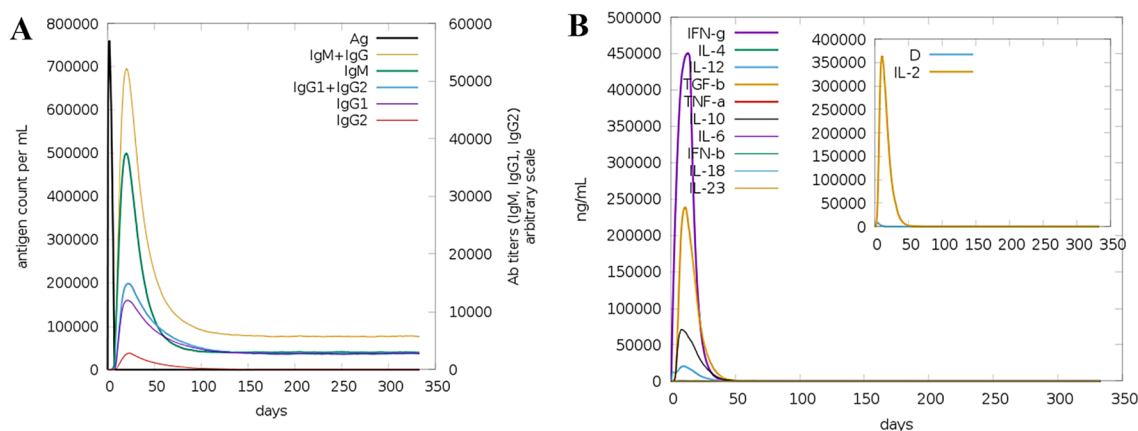 A
800000
700000
600000
500000
400000
300000
200000
100000
0
antigen count per mL
Ag
IgM+IgG
IgM
IgG1+IgG2
IgG1
IgG2
60000
50000
40000
30000
20000
10000
0
Ab titers (IgM, IgG1, IgG2)
arbitrary scale
0 50 100 150 200 250 300 350
days
B
500000
450000
400000
350000
300000
250000
200000
150000
100000
50000
0
ng/mL
IFN-g
IL-4
IL-12
TGF-b
TNF-a
IL-10
IL-6
IFN-b
IL-18
IL-23
0 50 100 150 200 250 300 350
days
400000
350000
300000
250000
200000
150000
100000
50000
0
D
IL-2
0 50 100 150 200 250 300 350